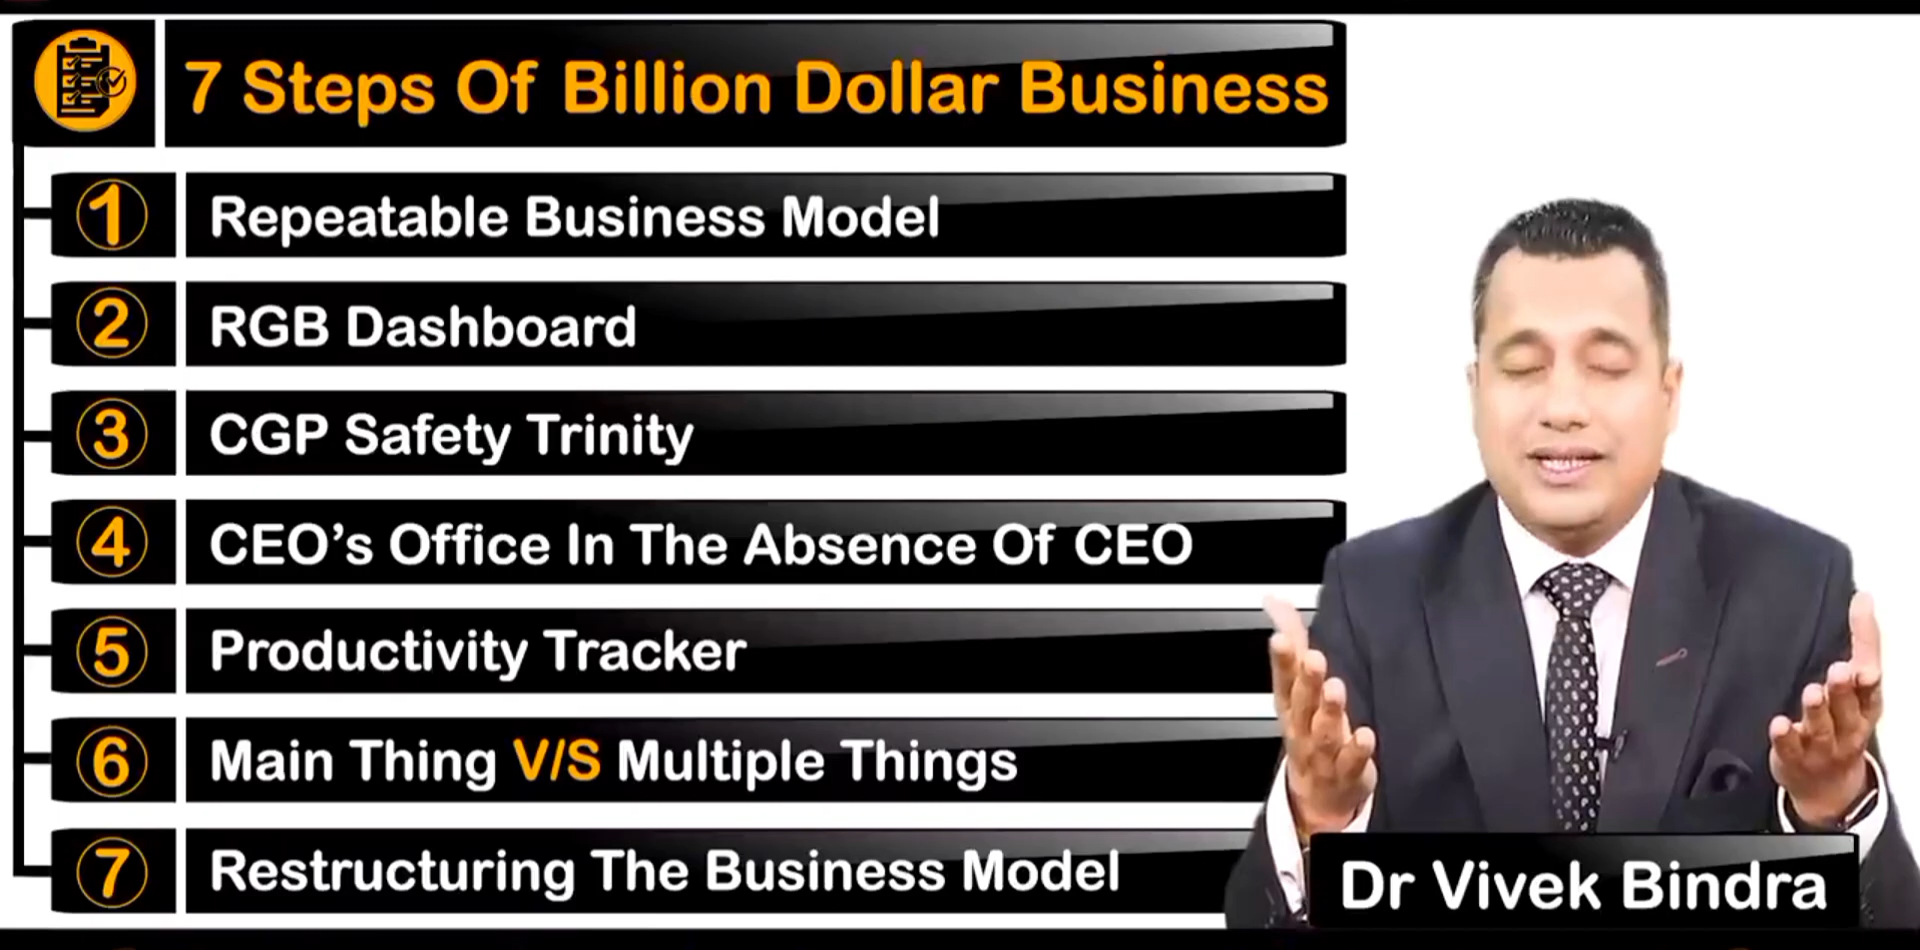 7 Steps Of Billion Dollar Business
1 Repeatable Business Model
2 RGB Dashboard
3 CGP Safety Trinity
4 CEO’s Office In The Absence Of CEO
5 Productivity Tracker
6 Main Thing V/S Multiple Things
7 Restructuring The Business Model
Dr Vivek Bindra